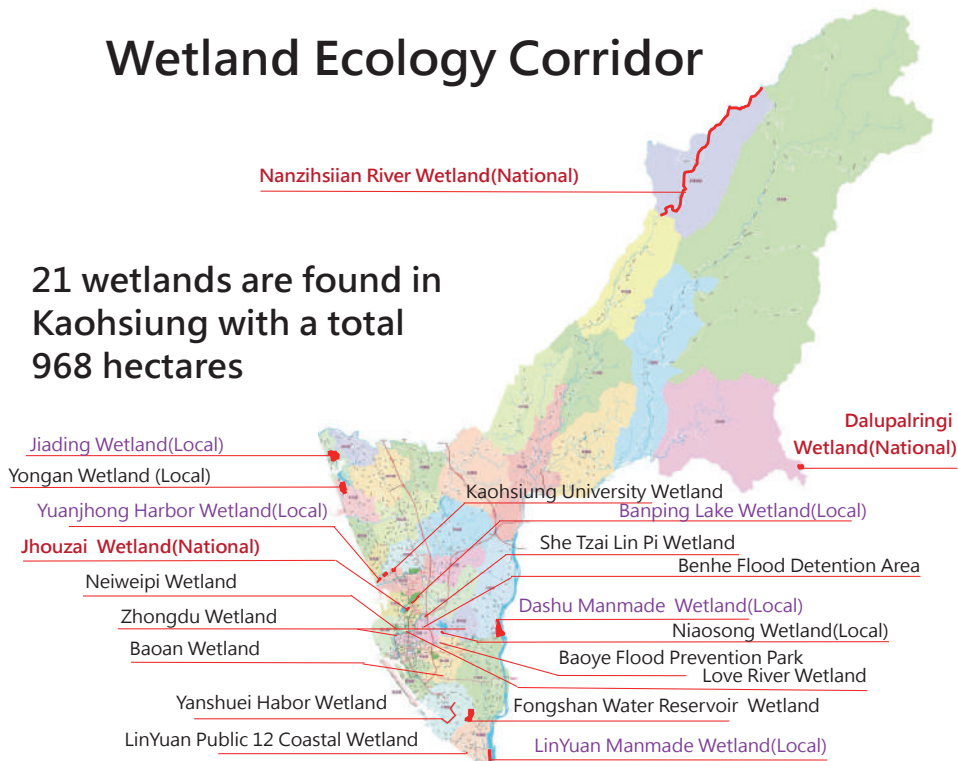 Wetland Ecology Corridor
Nanzihsiian River Wetland(National)
21 wetlands are found in
Kaohsiung with a total
968 hectares
Dalupalringi
Wetland(National)
Jiading Wetland(Local)
Yongan Wetland (Local)
Kaohsiung University Wetland
Yuanjhong Harbor Wetland(Local)
Banping Lake Wetland(Local)
Jhouzai Wetland(National)
She Tzai Lin Pi Wetland
Benhe Flood Detention Area
Neiweipi Wetland
Dashu Manmade Wetland(Local)
Zhongdu Wetland
Niaosong Wetland(Local)
Baoan Wetland
Baoye Flood Prevention Park
Love River Wetland
Yanshuei Habor Wetland
Fongshan Water Reservoir Wetland
LinYuan Public 12 Coastal Wetland
LinYuan Manmade Wetland(Local)